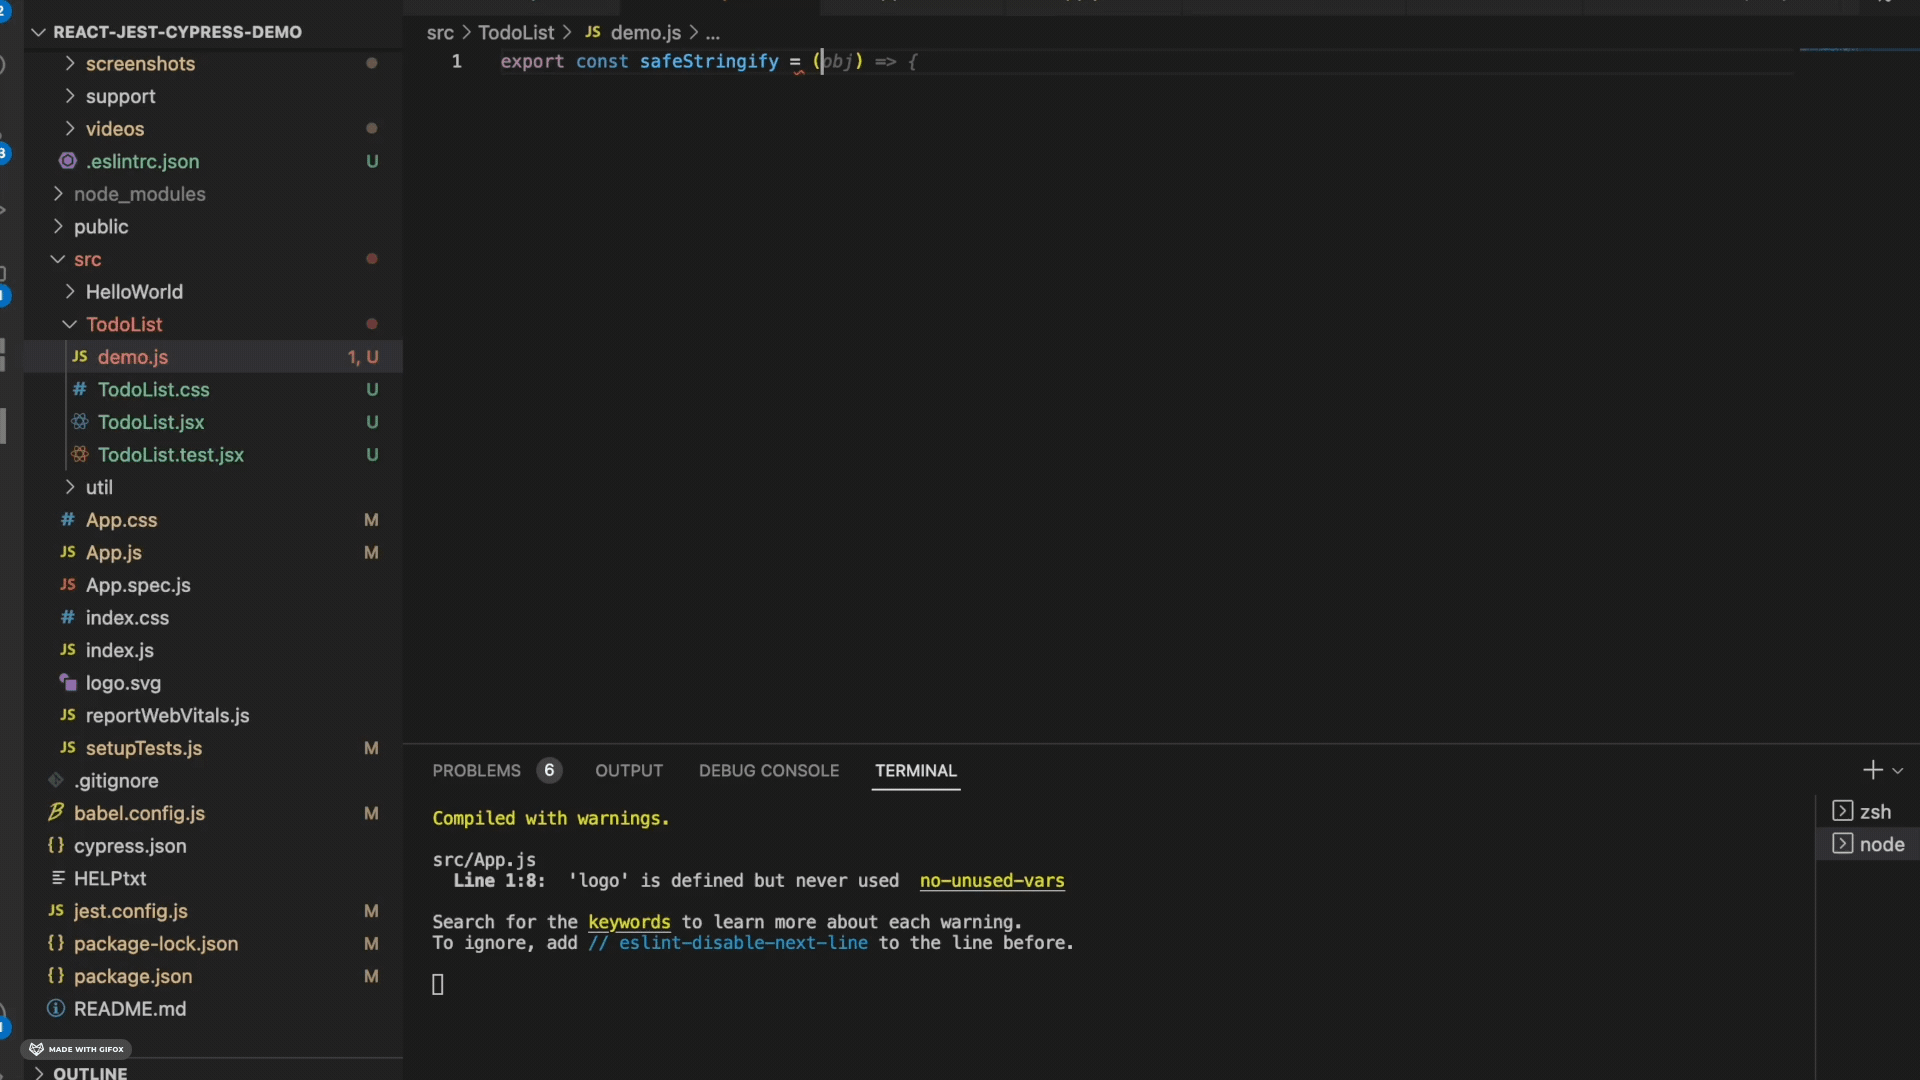 REACT-JEST-CYPRESS-DEMO
screenshots
support
videos
.eslintrc.json U
node_modules
public
src
HelloWorld
TodoList
JS demo.js 1, U
# TodoList.css U
TodoList.jsx U
TodoList.test.jsx U
util
# App.css M
JS App.js M
JS App.spec.js
# index.css
JS index.js
logo.svg
JS reportWebVitals.js
JS setupTests.js M
.gitignore
babel.config.js M
{} cypress.json
HELPtxt
JS jest.config.js M
{} package-lock.json M
{} package.json M
README.md
MADE WITH GIFOX
OUTLINE
src > TodoList > JS demo.js > ...
1 export const safeStringify = (obj) => {
PROBLEMS 6 OUTPUT DEBUG CONSOLE TERMINAL
Compiled with warnings.
src/App.js
Line 1:8: 'logo' is defined but never used no-unused-vars
Search for the keywords to learn more about each warning.
To ignore, add // eslint-disable-next-line to the line before.
zsh
node